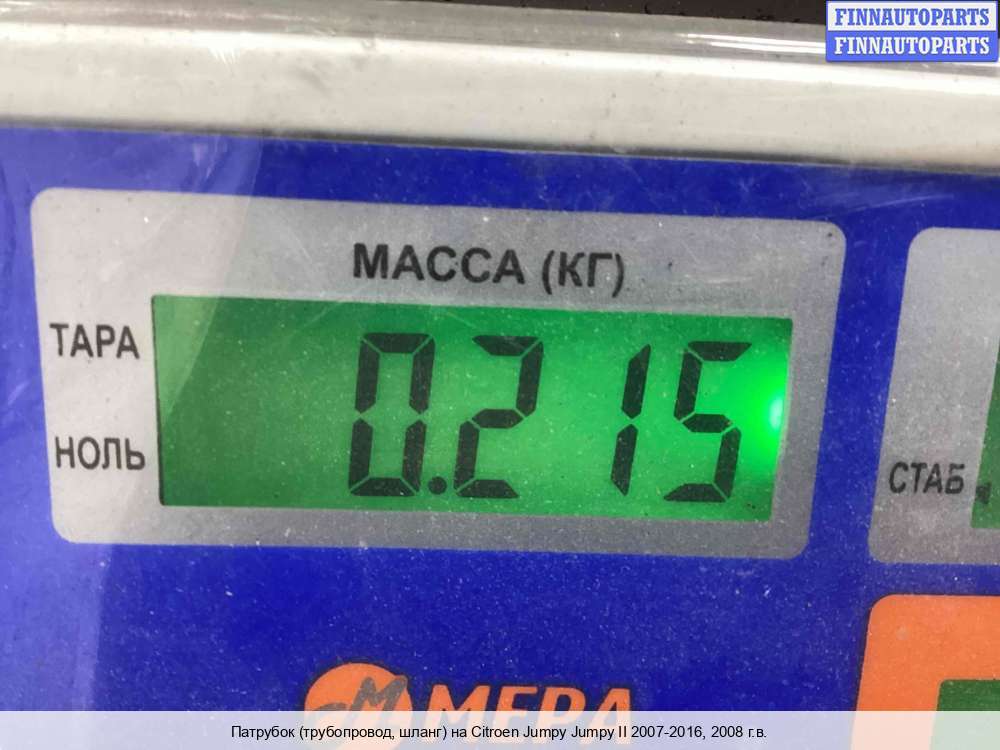 FINNAUTOPARTS
FINNAUTOPARTS
МАССА (КГ)
ТАРА
0.215
НОЛЬ
СТАБ
М МЕРА
Патрубок (трубопровод, шланг) на Citroen Jumpy Jumpy II 2007-2016, 2008 г.в.